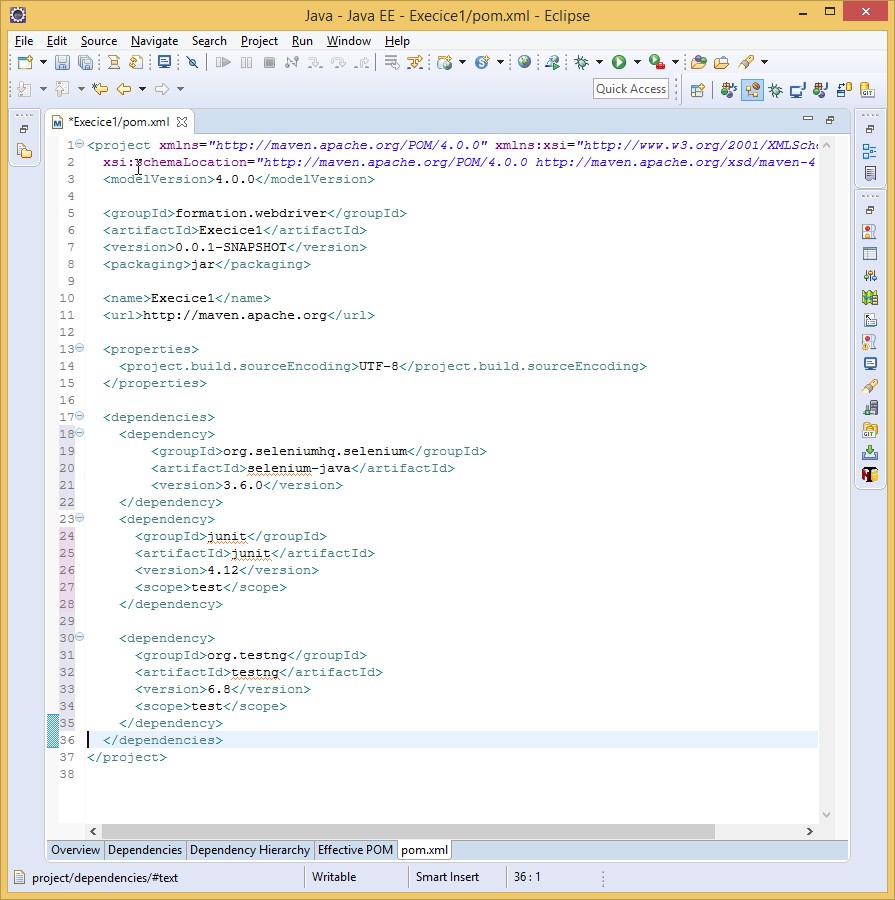 Java - Java EE - Execice1/pom.xml - Eclipse
File Edit Source Navigate Search Project Run Window Help
Quick Access
*Execice1/pom.xml
1 <project xmlns="http://maven.apache.org/POM/4.0.0" xmlns:xsi="http://www.w3.org/2001/XMLSche
2 xsi:schemaLocation="http://maven.apache.org/POM/4.0.0 http://maven.apache.org/xsd/maven-4
3 <modelVersion>4.0.0</modelVersion>
4
5 <groupId>formation.webdriver</groupId>
6 <artifactId>Execice1</artifactId>
7 <version>0.0.1-SNAPSHOT</version>
8 <packaging>jar</packaging>
9
10 <name>Execice1</name>
11 <url>http://maven.apache.org</url>
12
13 <properties>
14 <project.build.sourceEncoding>UTF-8</project.build.sourceEncoding>
15 </properties>
16
17 <dependencies>
18 <dependency>
19 <groupId>org.seleniumhq.selenium</groupId>
20 <artifactId>selenium-java</artifactId>
21 <version>3.6.0</version>
22 </dependency>
23 <dependency>
24 <groupId>junit</groupId>
25 <artifactId>junit</artifactId>
26 <version>4.12</version>
27 <scope>test</scope>
28 </dependency>
29
30 <dependency>
31 <groupId>org.testng</groupId>
32 <artifactId>testng</artifactId>
33 <version>6.8</version>
34 <scope>test</scope>
35 </dependency>
36 </dependencies>
37 </project>
38
Overview Dependencies Dependency Hierarchy Effective POM pom.xml
project/dependencies/#text Writable Smart Insert 36 : 1